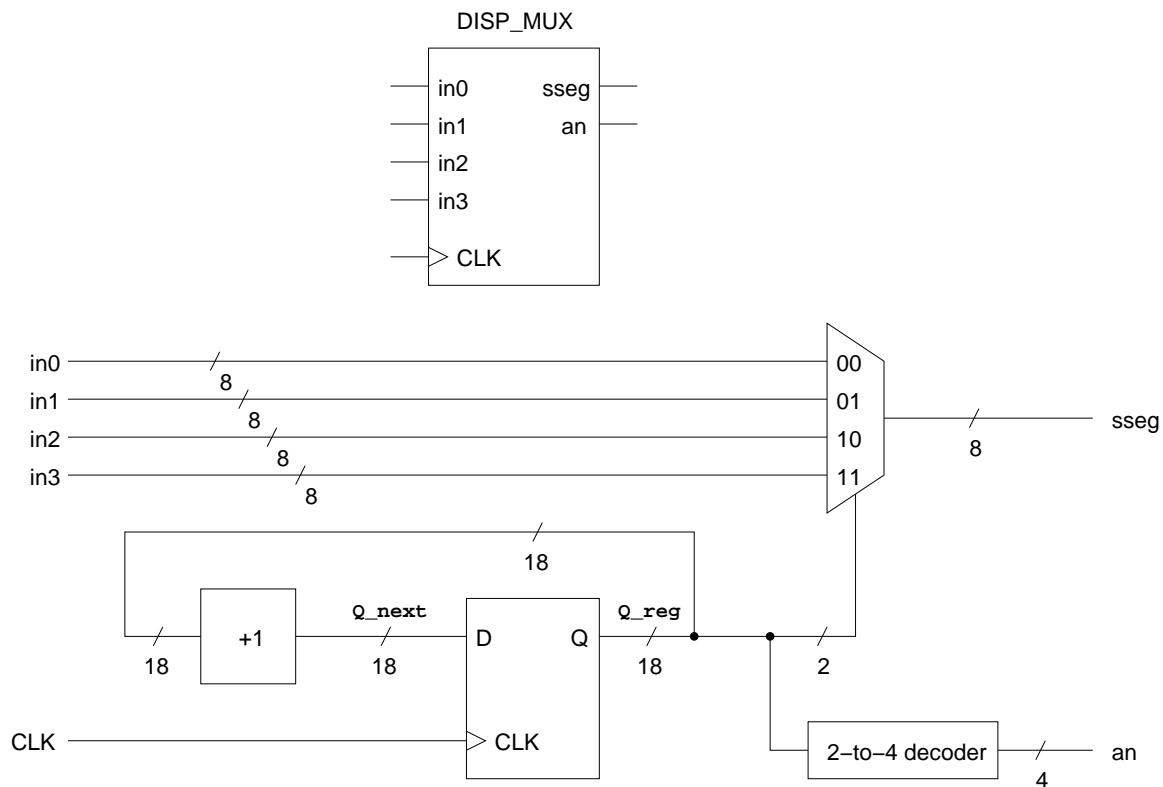 DISP_MUX
in0 sseg
in1 an
in2
in3
CLK
in0 8 00
in1 8 01 sseg
in2 8 10 8
in3 8 11
18
Q_next Q_reg
+1 D Q
18 18 18 2
CLK CLK 2−to−4 decoder an
4